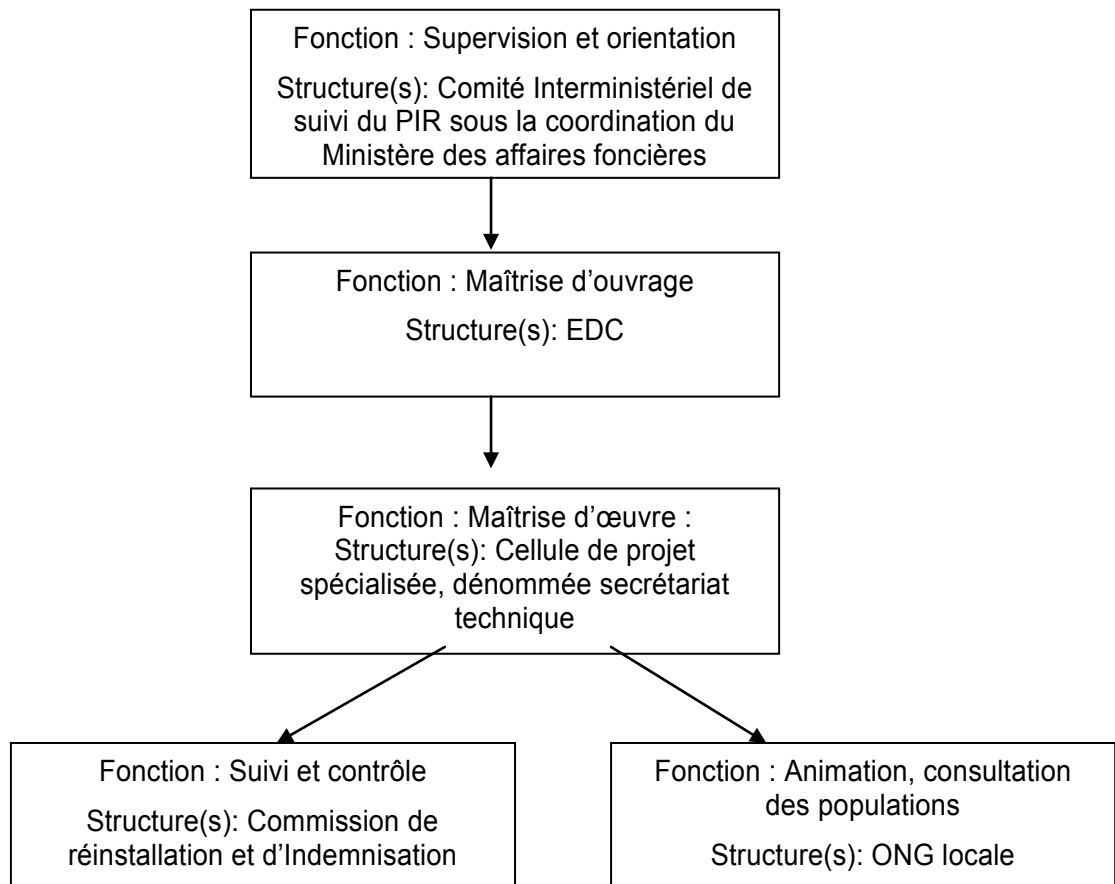 Fonction : Supervision et orientation
Structure(s): Comité Interministériel de
suivi du PIR sous la coordination du
Ministère des affaires foncières
Fonction : Maîtrise d'ouvrage
Structure(s): EDC
Fonction : Maîtrise d'œuvre :
Structure(s): Cellule de projet
spécialisée, dénommée secrétariat
technique
Fonction : Suivi et contrôle
Structure(s): Commission de
réinstallation et d'Indemnisation
Fonction : Animation, consultation
des populations
Structure(s): ONG locale